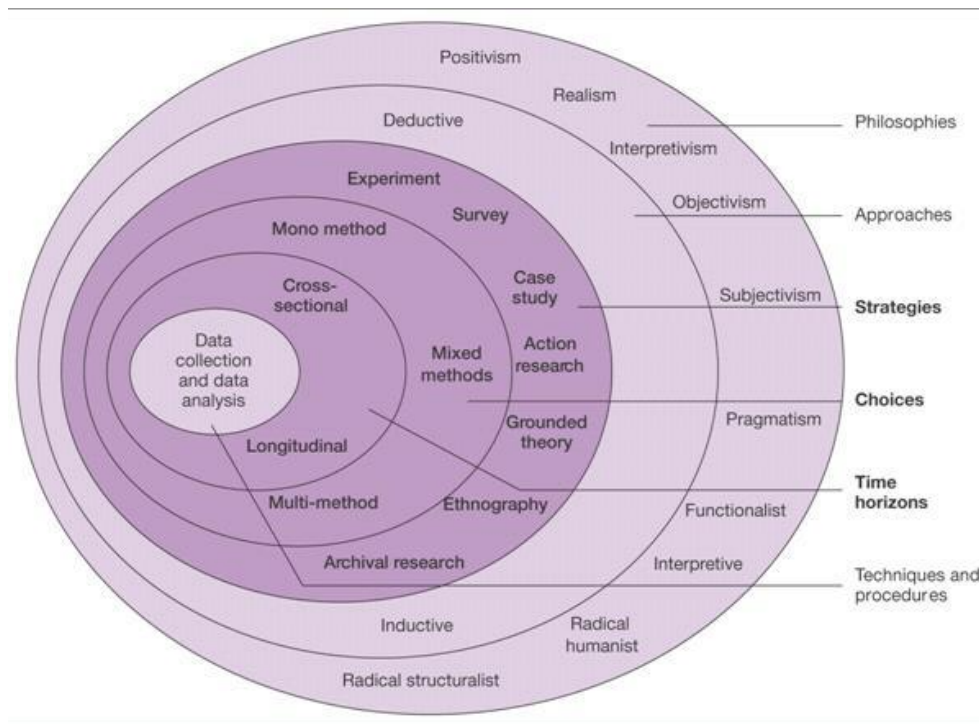 Positivism
Realism
Philosophies
Deductive
Interpretivism
Experiment
Objectivism
Approaches
Survey
Mono method
Cross-
sectional
Case
study
Subjectivism
Strategies
Data
collection
and data
analysis
Mixed
methods
Action
research
Choices
Grounded
theory
Pragmatism
Longitudinal
Time
horizons
Multi-method
Ethnography
Functionalist
Archival research
Interpretive
Techniques and
procedures
Inductive
Radical
humanist
Radical structuralist